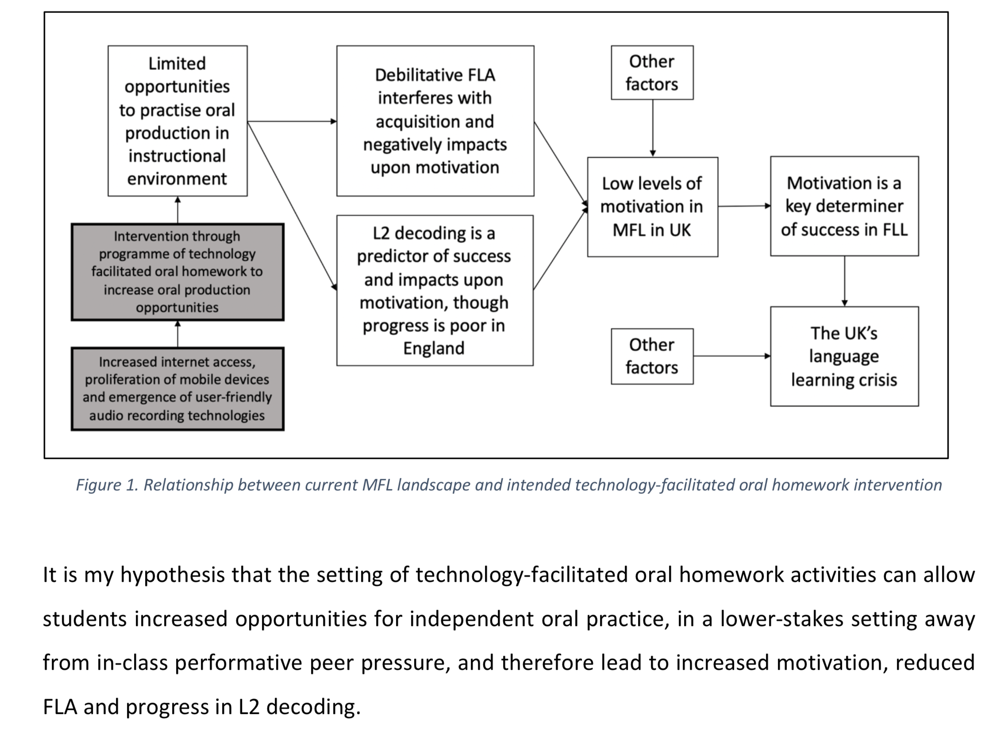 Limited
opportunities
to practise oral
production in
instructional
environment
Debilitative FLA
interferes with
acquisition and
negatively impacts
upon motivation
Other
factors
Low levels of
motivation in
MFL in UK
Motivation is a
key determiner
of success in FLL
Intervention through
programme of technology
facilitated oral homework to
increase oral production
opportunities
L2 decoding is a
predictor of success
and impacts upon
motivation, though
progress is poor in
England
Increased internet access,
proliferation of mobile devices
and emergence of user-friendly
audio recording technologies
Other
factors
The UK’s
language
learning crisis
Figure 1. Relationship between current MFL landscape and intended technology-facilitated oral homework intervention
It is my hypothesis that the setting of technology-facilitated oral homework activities can allow
students increased opportunities for independent oral practice, in a lower-stakes setting away
from in-class performative peer pressure, and therefore lead to increased motivation, reduced
FLA and progress in L2 decoding.